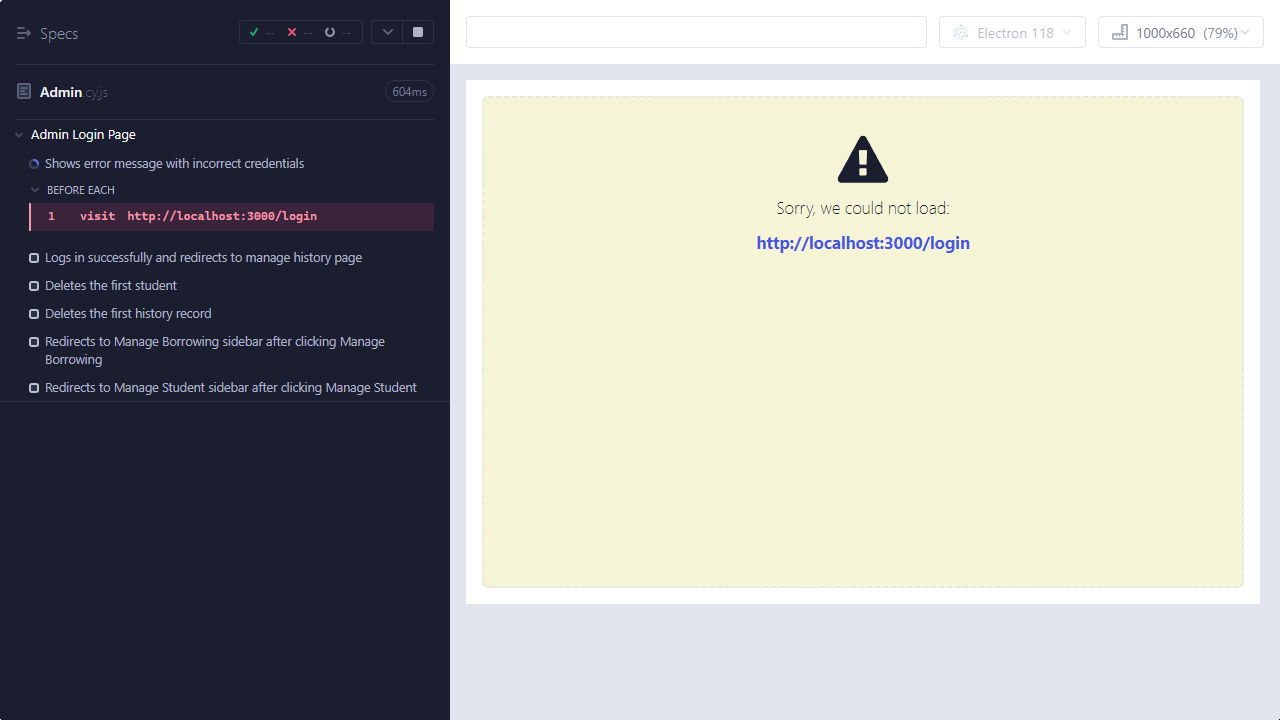 Specs
--
--
--
Admin cy.js
604ms
Admin Login Page
Shows error message with incorrect credentials
BEFORE EACH
1 visit http://localhost:3000/login
Logs in successfully and redirects to manage history page
Deletes the first student
Deletes the first history record
Redirects to Manage Borrowing sidebar after clicking Manage
Borrowing
Redirects to Manage Student sidebar after clicking Manage Student
Electron 118
1000x660 (79%)
Sorry, we could not load:
http://localhost:3000/login